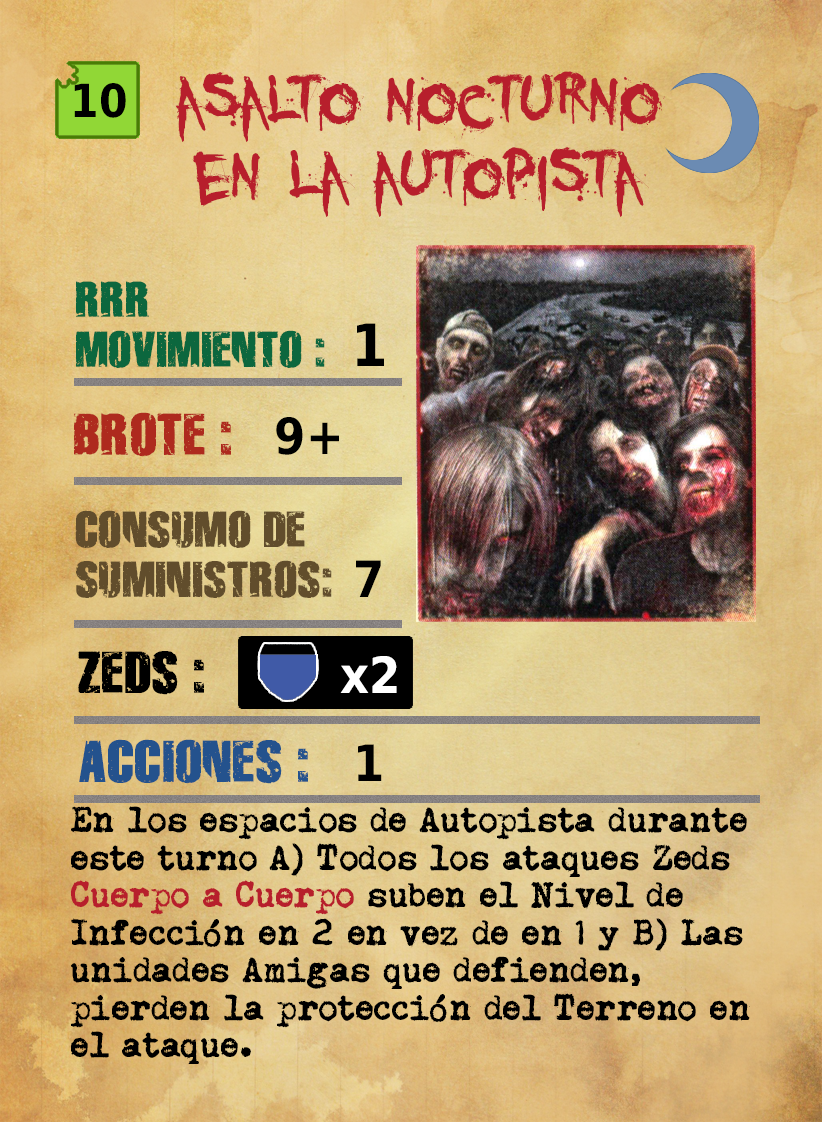 10
ASALTO NOCTURNO
EN LA AUTOPISTA
RRR
MOVIMIENTO : 1
BROTE : 9+
CONSUMO DE
SUMINISTROS: 7
ZEDS : x2
ACCIONES : 1
En los espacios de Autopista durante
este turno A) Todos los ataques Zeds
Cuerpo a Cuerpo suben el Nivel de
Infección en 2 en vez de en 1 y B) Las
unidades Amigas que defienden,
pierden la protección del Terreno en
el ataque.